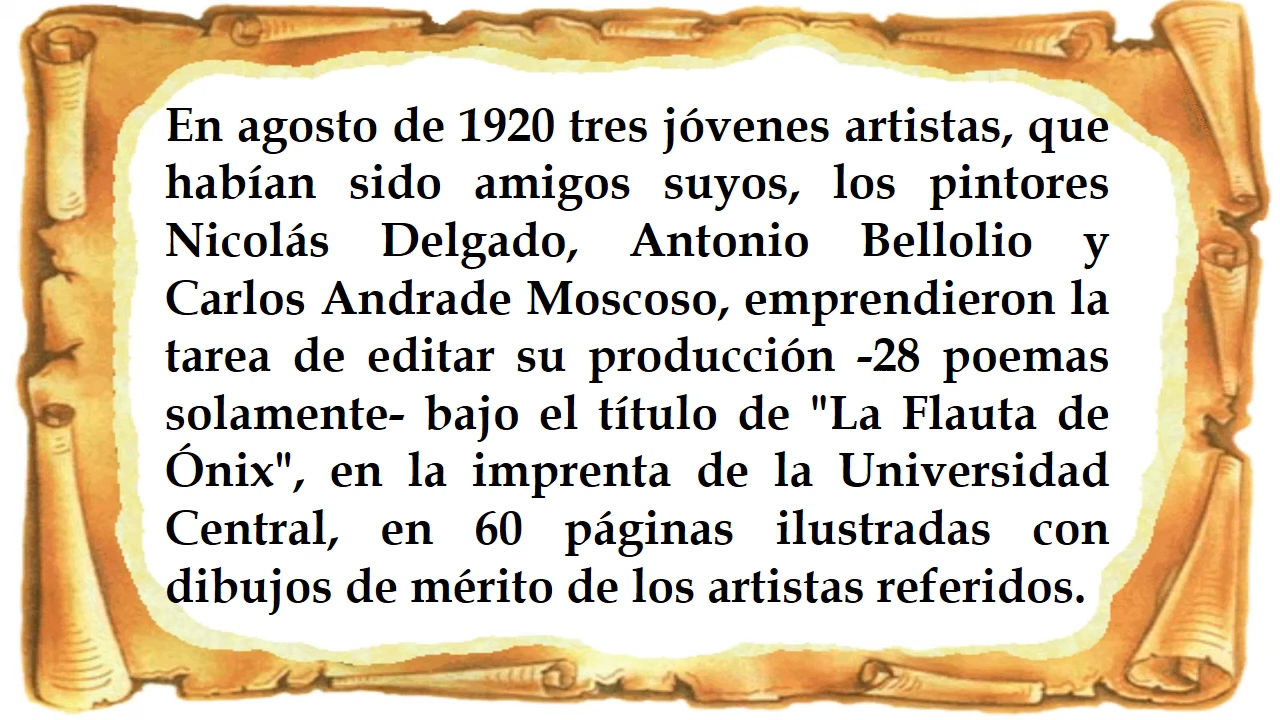 En agosto de 1920 tres jóvenes artistas, que
habían sido amigos suyos, los pintores
Nicolás Delgado, Antonio Bellolio y
Carlos Andrade Moscoso, emprendieron la
tarea de editar su producción -28 poemas
solamente- bajo el título de "La Flauta de
Ónix", en la imprenta de la Universidad
Central, en 60 páginas ilustradas con
dibujos de mérito de los artistas referidos.